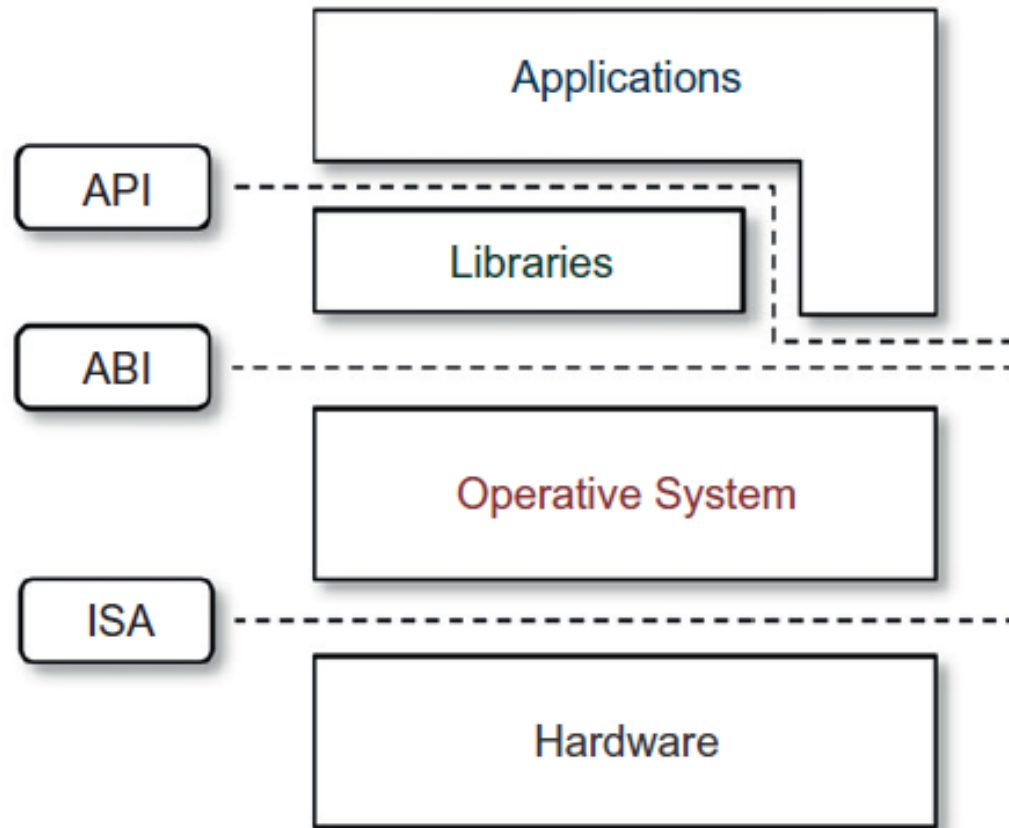 Applications
API
Libraries
ABI
Operative System
ISA
Hardware